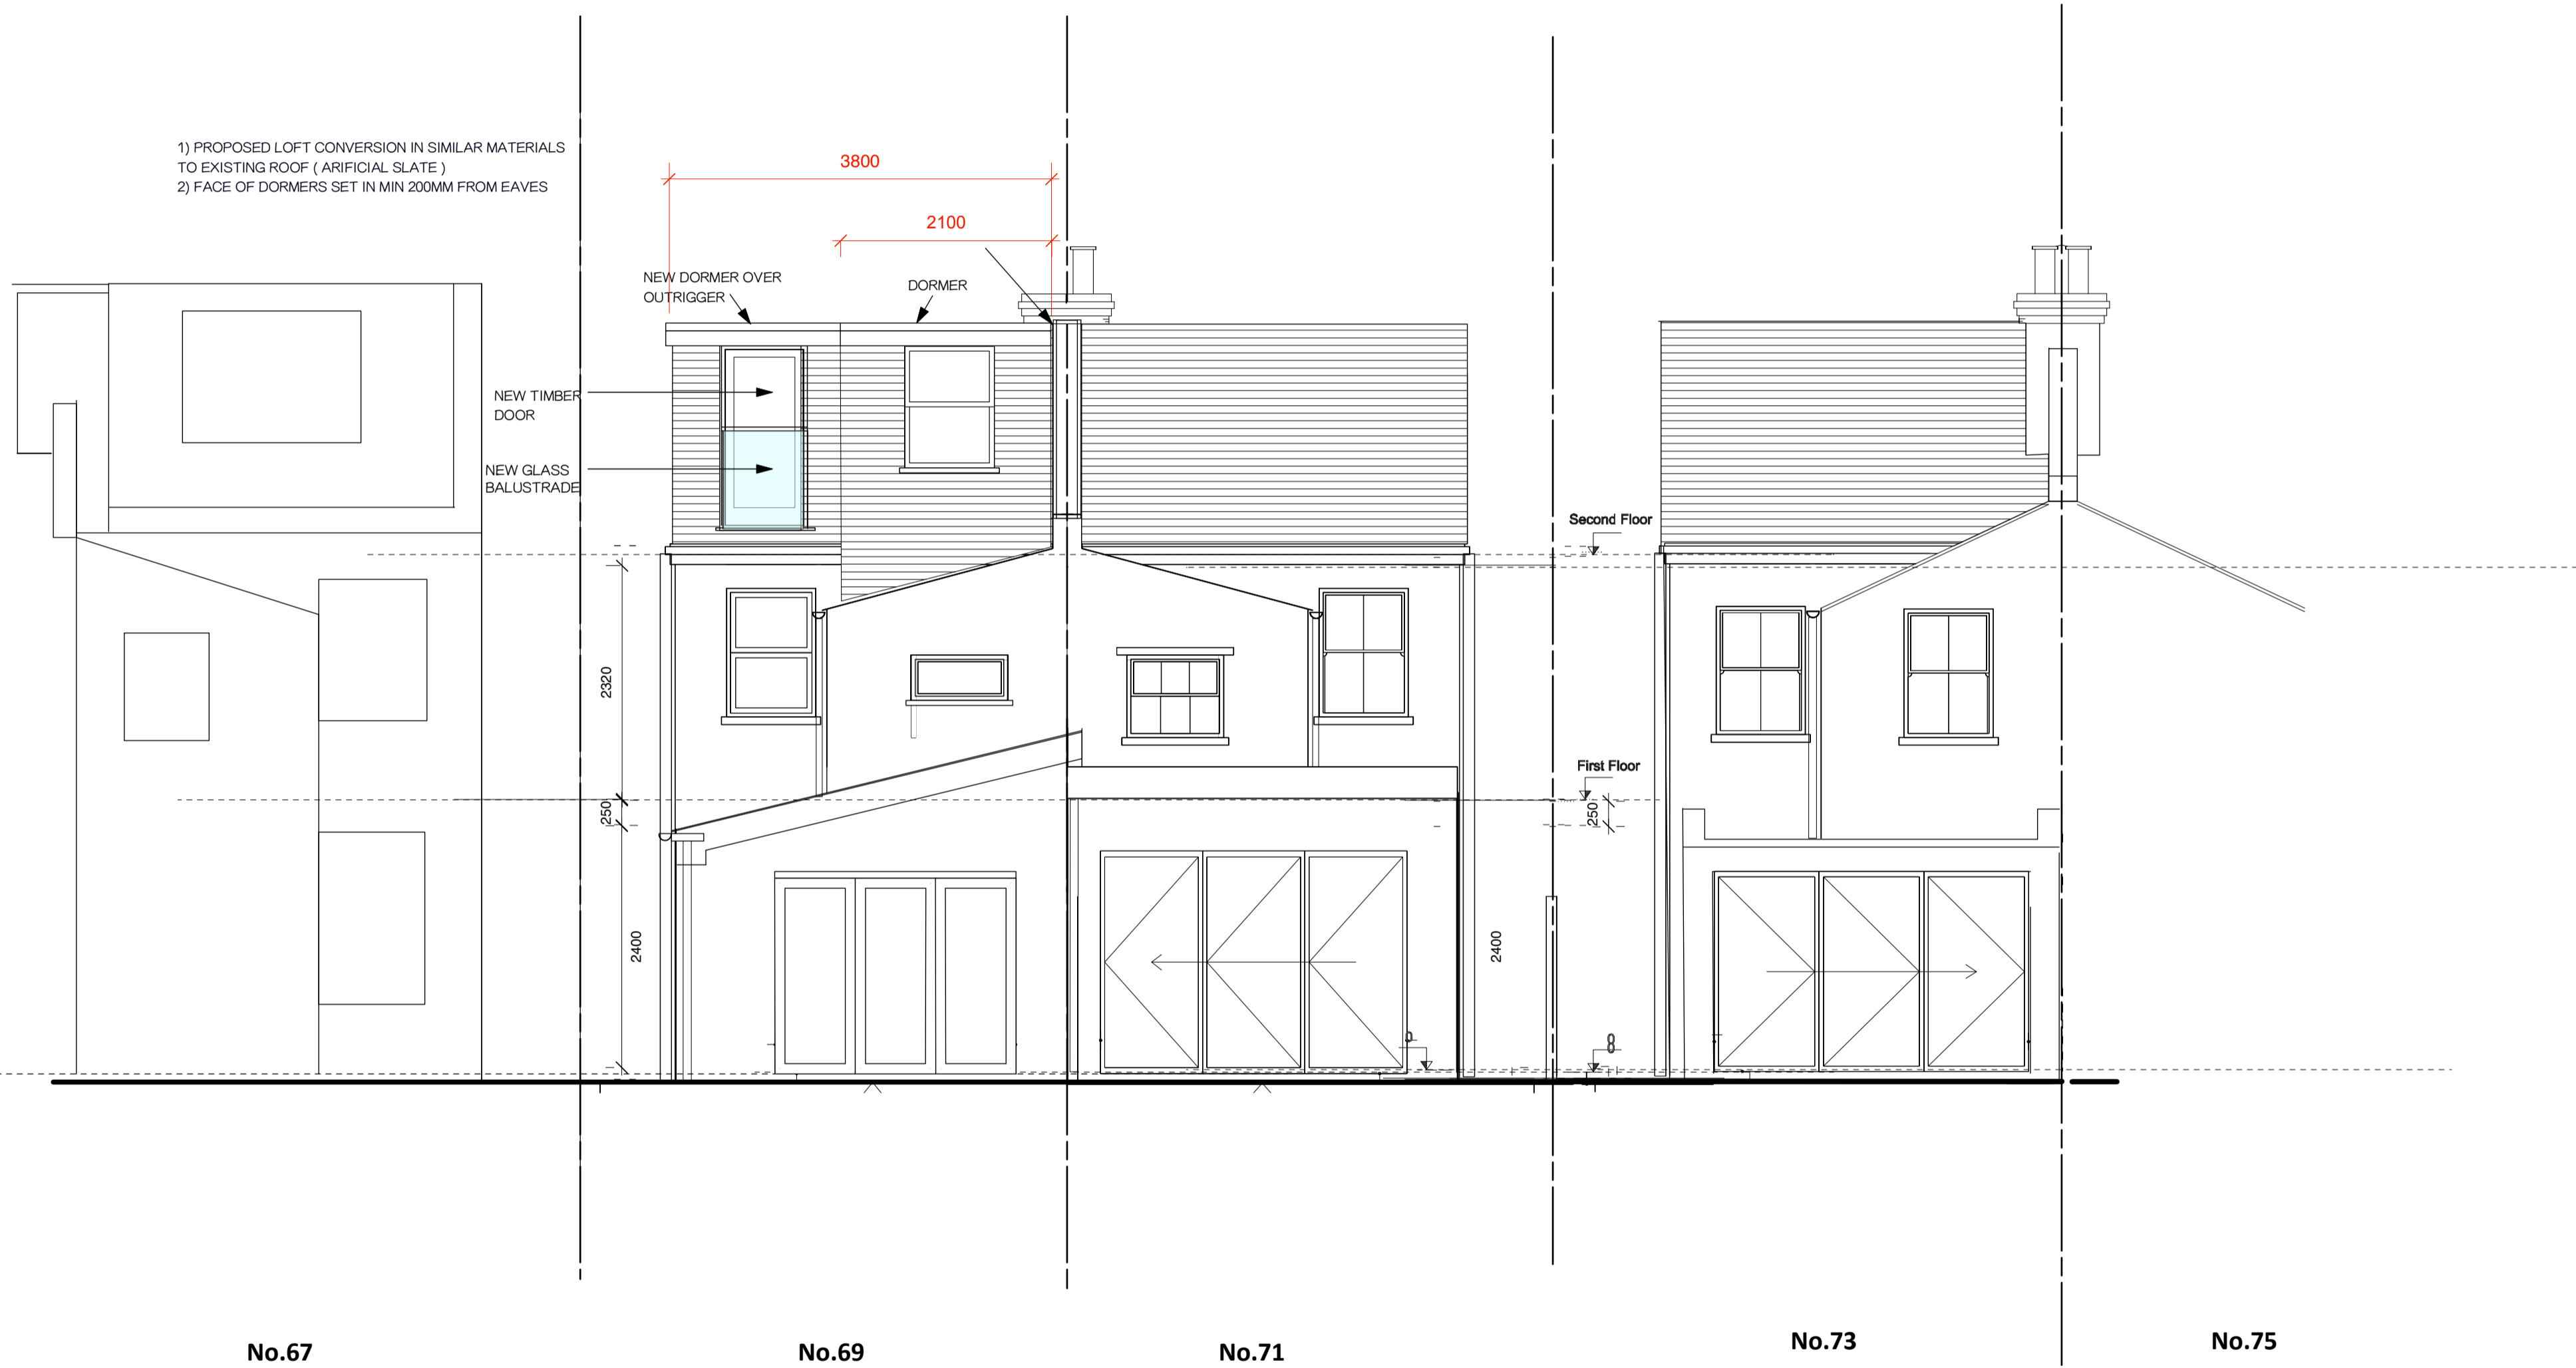 1) PROPOSED LOFT CONVERSION IN SIMILAR MATERIALS
TO EXISTING ROOF ( ARIFICIAL SLATE )
2) FACE OF DORMERS SET IN MIN 200MM FROM EAVES
3800
2100
NEW DORMER OVER
OUTRIGGER
DORMER
NEW TIMBER
DOOR
NEW GLASS
BALUSTRADE
Second Floor
2320
First Floor
250
250
2400
2400
No.67
No.69
No.71
No.73
No.75